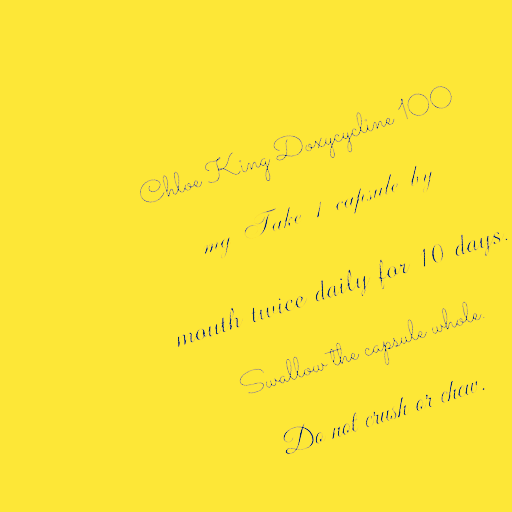 Chloe King Doxycycline 100
mg Take 1 capsule by
mouth twice daily for 10 days.
Swallow the capsule whole.
Do not crush or chew.